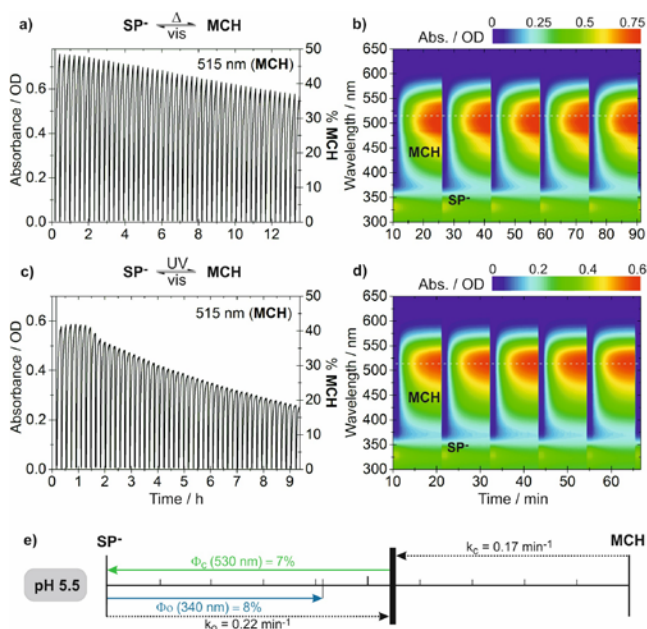 a) SP⁻ ⇌ MCH
Δ
vis
515 nm (MCH)
Absorbance / OD
0.0 0.2 0.4 0.6
% MCH
0 10 20 30 40 50
0 2 4 6 8 10 12
b) Abs. / OD 0 0.25 0.5 0.75
Wavelength / nm
650
600
550
500
450
400
350
300
MCH
SP⁻
10 20 30 40 50 60 70 80 90
c) SP⁻ ⇌ MCH
UV
vis
515 nm (MCH)
Absorbance / OD
0.0 0.2 0.4 0.6
% MCH
0 10 20 30 40 50
0 1 2 3 4 5 6 7 8 9
Time / h
d) Abs. / OD 0 0.2 0.4 0.6
Wavelength / nm
650
600
550
500
450
400
350
300
MCH
SP⁻
10 20 30 40 50 60
Time / min
e) SP⁻ MCH
Φc (530 nm) = 7% kc = 0.17 min⁻¹
pH 5.5
Φo (340 nm) = 8%
ko = 0.22 min⁻¹